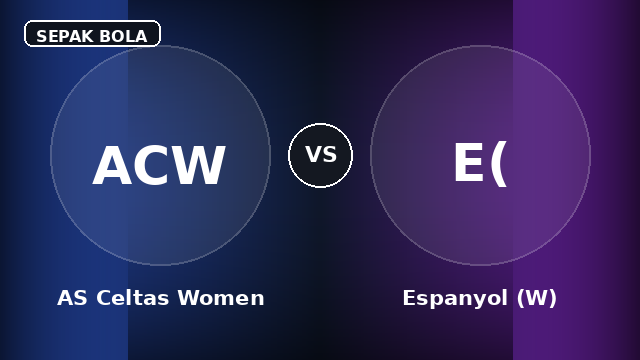 SEPAK BOLA
ACW
VS
E(
AS Celtas Women
Espanyol (W)